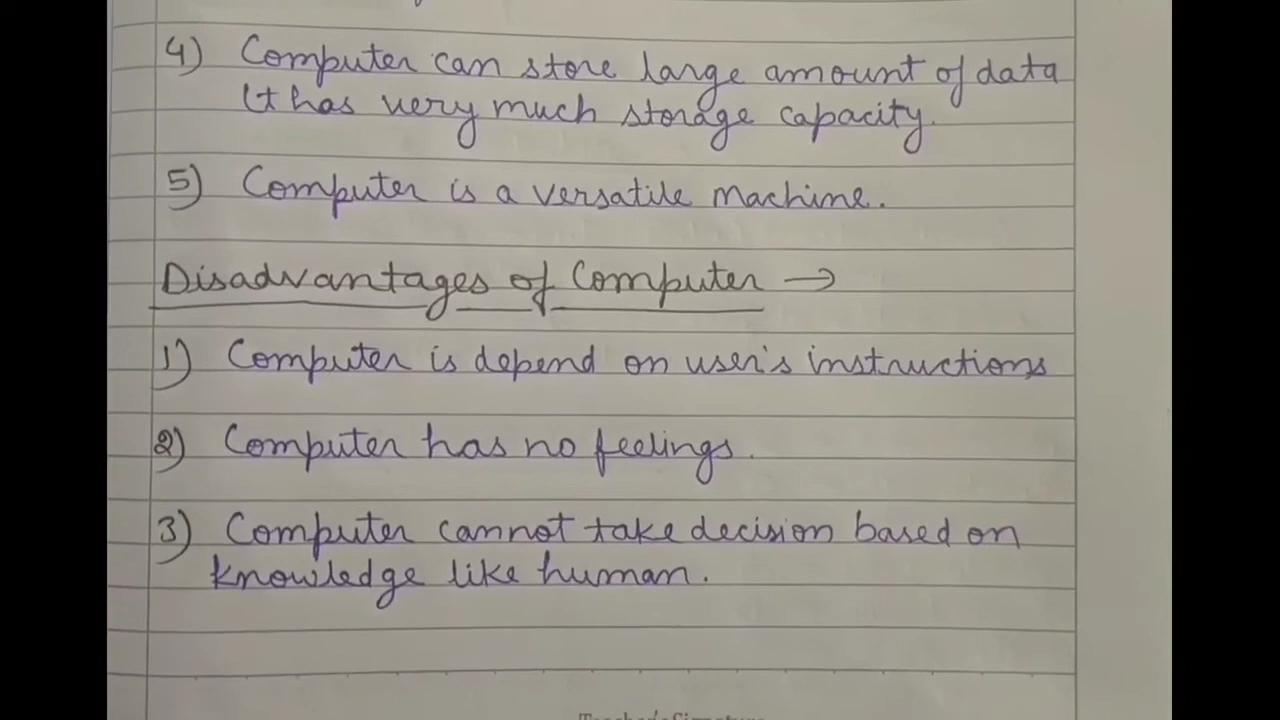 4) Computer can store large amount of data
It has very much storage capacity.
5) Computer is a versatile machine.
Disadvantages of Computer →
1) Computer is depend on user's instructions
2) Computer has no feelings.
3) Computer cannot take decision based on
knowledge like human.